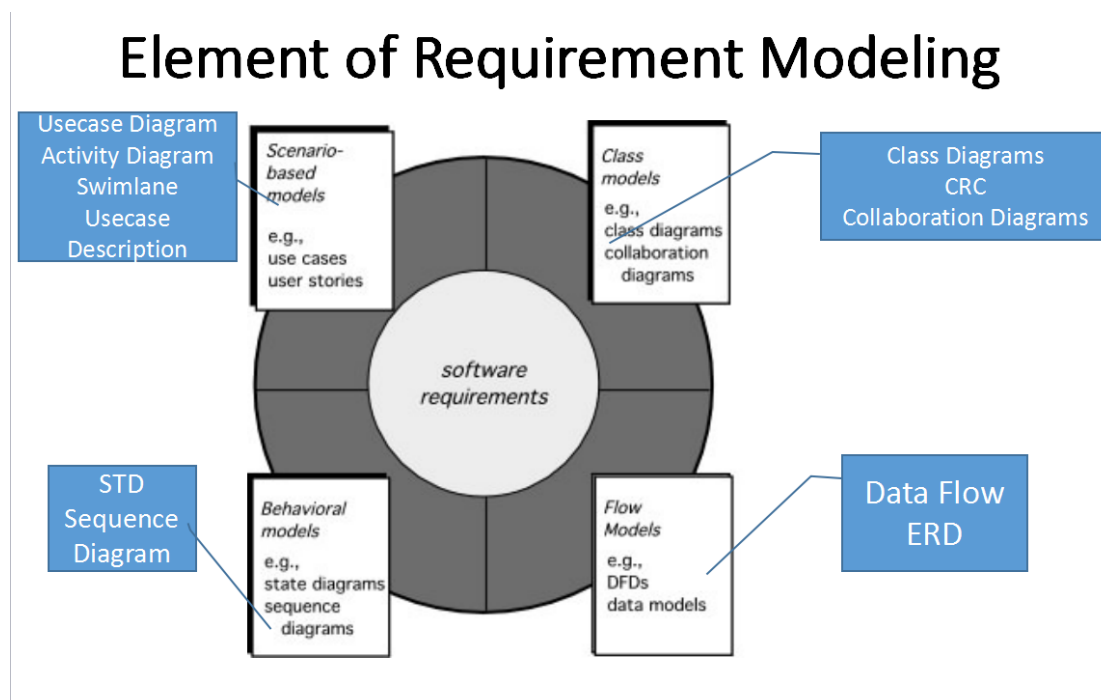 Element of Requirement Modeling
Usecase Diagram
Activity Diagram
Swimlane
Usecase
Description
Scenario-
based
models
e.g.,
use cases
user stories
Class
models
e.g.,
class diagrams
collaboration
diagrams
Class Diagrams
CRC
Collaboration Diagrams
software
requirements
STD
Sequence
Diagram
Behavioral
models
e.g.,
state diagrams
sequence
diagrams
Flow
Models
e.g.,
DFDs
data models
Data Flow
ERD